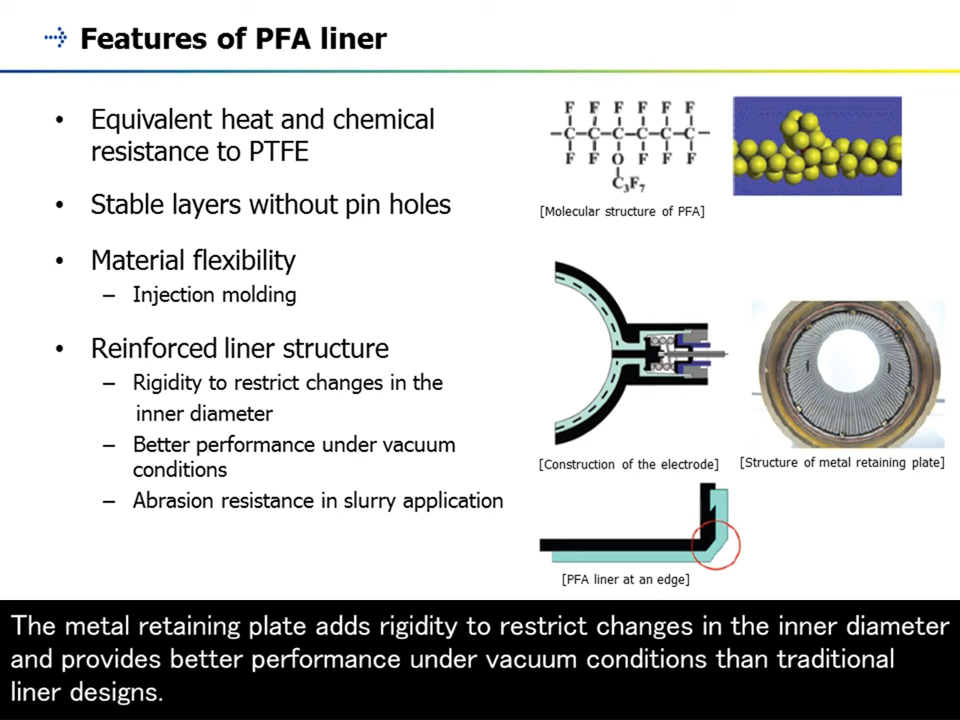 Features of PFA liner
• Equivalent heat and chemical
resistance to PTFE
• Stable layers without pin holes
• Material flexibility
– Injection molding
• Reinforced liner structure
– Rigidity to restrict changes in the
inner diameter
– Better performance under vacuum
conditions
– Abrasion resistance in slurry application
F F F F F F
–C–C–C–C–C–C–
F F O F F F
C₃F₇
[Molecular structure of PFA]
[Construction of the electrode]
[Structure of metal retaining plate]
[PFA liner at an edge]
The metal retaining plate adds rigidity to restrict changes in the inner diameter
and provides better performance under vacuum conditions than traditional
liner designs.